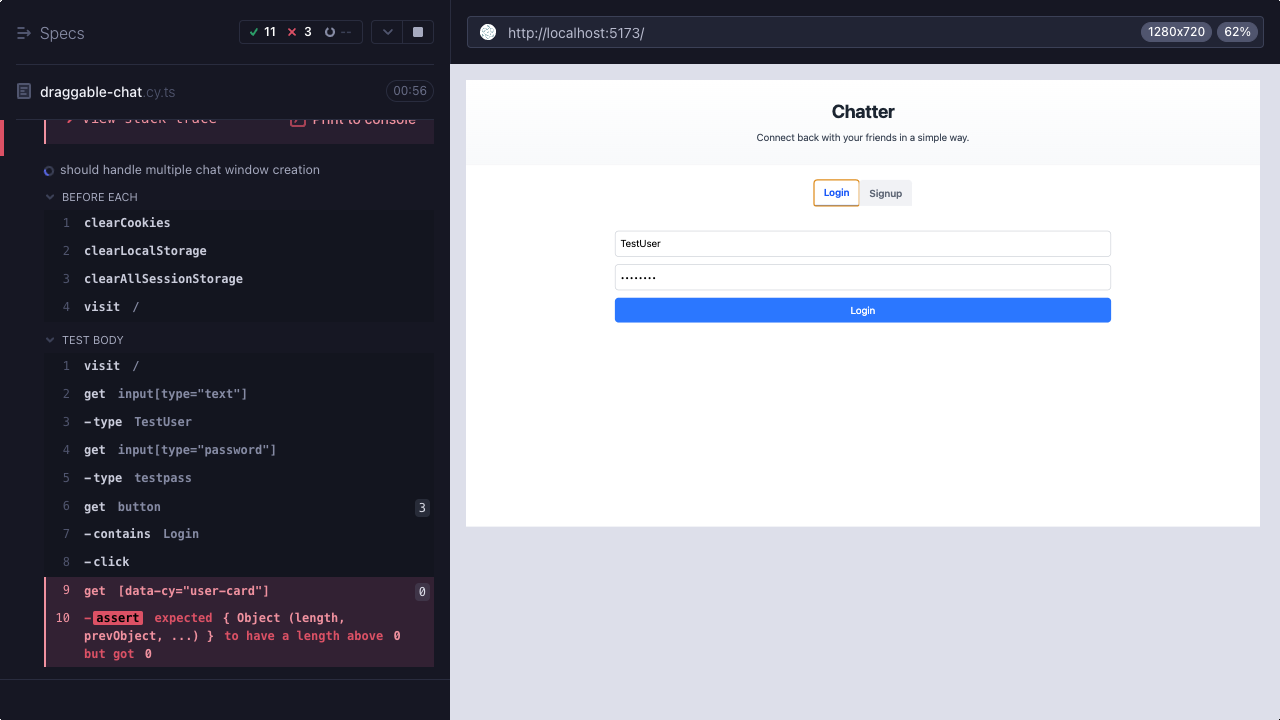 Specs
11
3
--
draggable-chat.cy.ts
00:56
View stack trace
Print to console
should handle multiple chat window creation
BEFORE EACH
1 clearCookies
2 clearLocalStorage
3 clearAllSessionStorage
4 visit /
TEST BODY
1 visit /
2 get input[type="text"]
3 -type TestUser
4 get input[type="password"]
5 -type testpass
6 get button 3
7 -contains Login
8 -click
9 get [data-cy="user-card"] 0
10 -assert expected { Object (length,
prevObject, ...) } to have a length above 0
but got 0
http://localhost:5173/
1280x720
62%
Chatter
Connect back with your friends in a simple way.
Login
Signup
TestUser
••••••••
Login